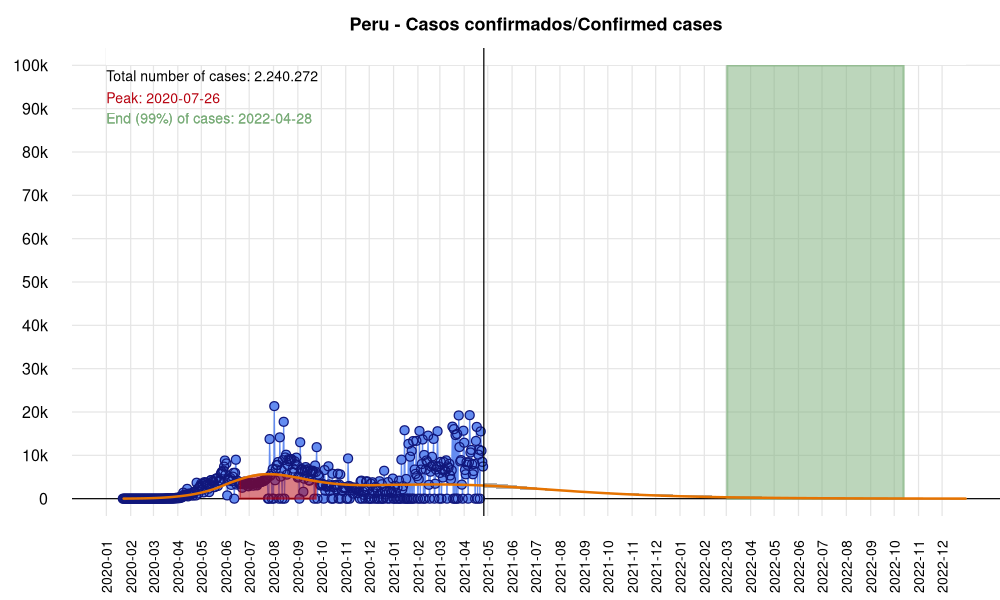 Peru - Casos confirmados/Confirmed cases
Total number of cases: 2.240.272
Peak: 2020-07-26
End (99%) of cases: 2022-04-28
100k
90k
80k
70k
60k
50k
40k
30k
20k
10k
0
2020-01
2020-02
2020-03
2020-04
2020-05
2020-06
2020-07
2020-08
2020-09
2020-10
2020-11
2020-12
2021-01
2021-02
2021-03
2021-04
2021-05
2021-06
2021-07
2021-08
2021-09
2021-10
2021-11
2021-12
2022-01
2022-02
2022-03
2022-04
2022-05
2022-06
2022-07
2022-08
2022-09
2022-10
2022-11
2022-12